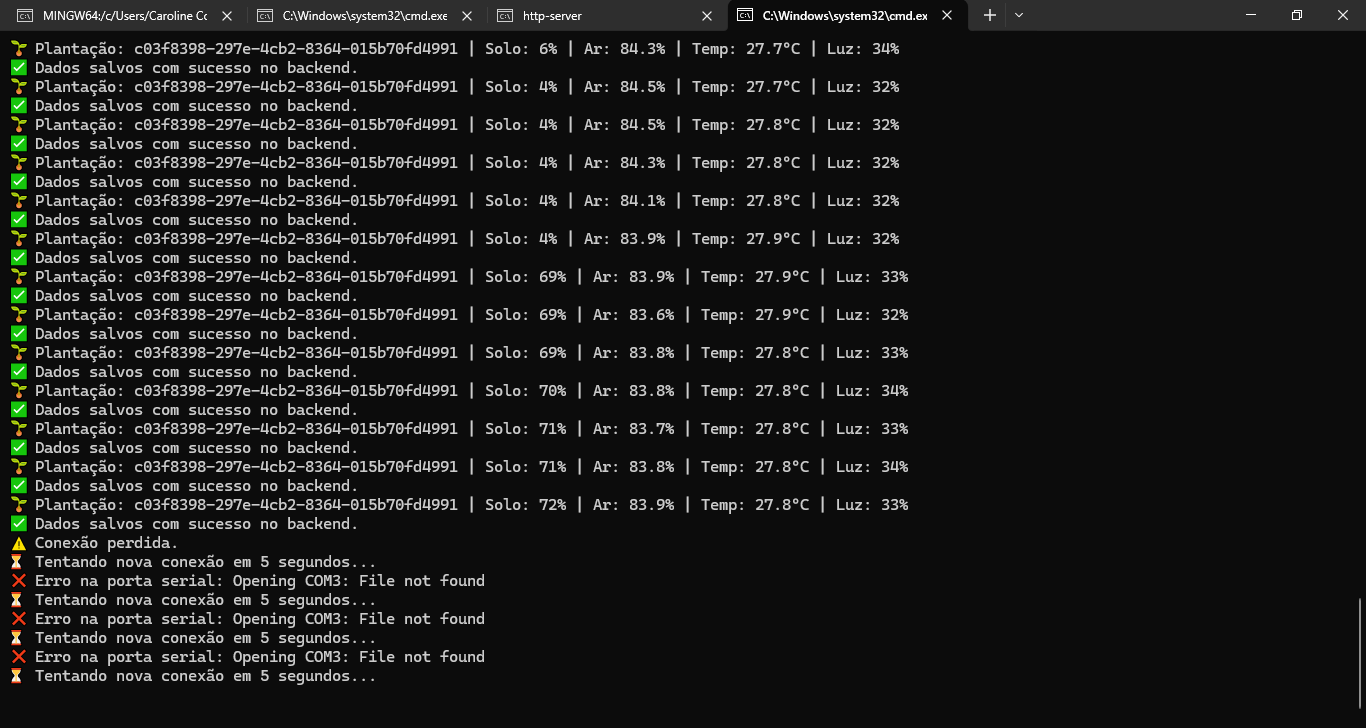 MINGW64:/c/Users/Caroline Co
C:\Windows\system32\cmd.exe
http-server
C:\Windows\system32\cmd.ex
🌱 Plantação: c03f8398-297e-4cb2-8364-015b70fd4991 | Solo: 6% | Ar: 84.3% | Temp: 27.7°C | Luz: 34%
✅ Dados salvos com sucesso no backend.
🌱 Plantação: c03f8398-297e-4cb2-8364-015b70fd4991 | Solo: 4% | Ar: 84.5% | Temp: 27.7°C | Luz: 32%
✅ Dados salvos com sucesso no backend.
🌱 Plantação: c03f8398-297e-4cb2-8364-015b70fd4991 | Solo: 4% | Ar: 84.5% | Temp: 27.8°C | Luz: 32%
✅ Dados salvos com sucesso no backend.
🌱 Plantação: c03f8398-297e-4cb2-8364-015b70fd4991 | Solo: 4% | Ar: 84.3% | Temp: 27.8°C | Luz: 32%
✅ Dados salvos com sucesso no backend.
🌱 Plantação: c03f8398-297e-4cb2-8364-015b70fd4991 | Solo: 4% | Ar: 84.1% | Temp: 27.8°C | Luz: 32%
✅ Dados salvos com sucesso no backend.
🌱 Plantação: c03f8398-297e-4cb2-8364-015b70fd4991 | Solo: 4% | Ar: 83.9% | Temp: 27.9°C | Luz: 32%
✅ Dados salvos com sucesso no backend.
🌱 Plantação: c03f8398-297e-4cb2-8364-015b70fd4991 | Solo: 69% | Ar: 83.9% | Temp: 27.9°C | Luz: 33%
✅ Dados salvos com sucesso no backend.
🌱 Plantação: c03f8398-297e-4cb2-8364-015b70fd4991 | Solo: 69% | Ar: 83.6% | Temp: 27.9°C | Luz: 32%
✅ Dados salvos com sucesso no backend.
🌱 Plantação: c03f8398-297e-4cb2-8364-015b70fd4991 | Solo: 69% | Ar: 83.8% | Temp: 27.8°C | Luz: 33%
✅ Dados salvos com sucesso no backend.
🌱 Plantação: c03f8398-297e-4cb2-8364-015b70fd4991 | Solo: 70% | Ar: 83.8% | Temp: 27.8°C | Luz: 34%
✅ Dados salvos com sucesso no backend.
🌱 Plantação: c03f8398-297e-4cb2-8364-015b70fd4991 | Solo: 71% | Ar: 83.7% | Temp: 27.8°C | Luz: 33%
✅ Dados salvos com sucesso no backend.
🌱 Plantação: c03f8398-297e-4cb2-8364-015b70fd4991 | Solo: 71% | Ar: 83.8% | Temp: 27.8°C | Luz: 34%
✅ Dados salvos com sucesso no backend.
🌱 Plantação: c03f8398-297e-4cb2-8364-015b70fd4991 | Solo: 72% | Ar: 83.9% | Temp: 27.8°C | Luz: 33%
✅ Dados salvos com sucesso no backend.
⚠️ Conexão perdida.
⏳ Tentando nova conexão em 5 segundos...
❌ Erro na porta serial: Opening COM3: File not found
⏳ Tentando nova conexão em 5 segundos...
❌ Erro na porta serial: Opening COM3: File not found
⏳ Tentando nova conexão em 5 segundos...
❌ Erro na porta serial: Opening COM3: File not found
⏳ Tentando nova conexão em 5 segundos...